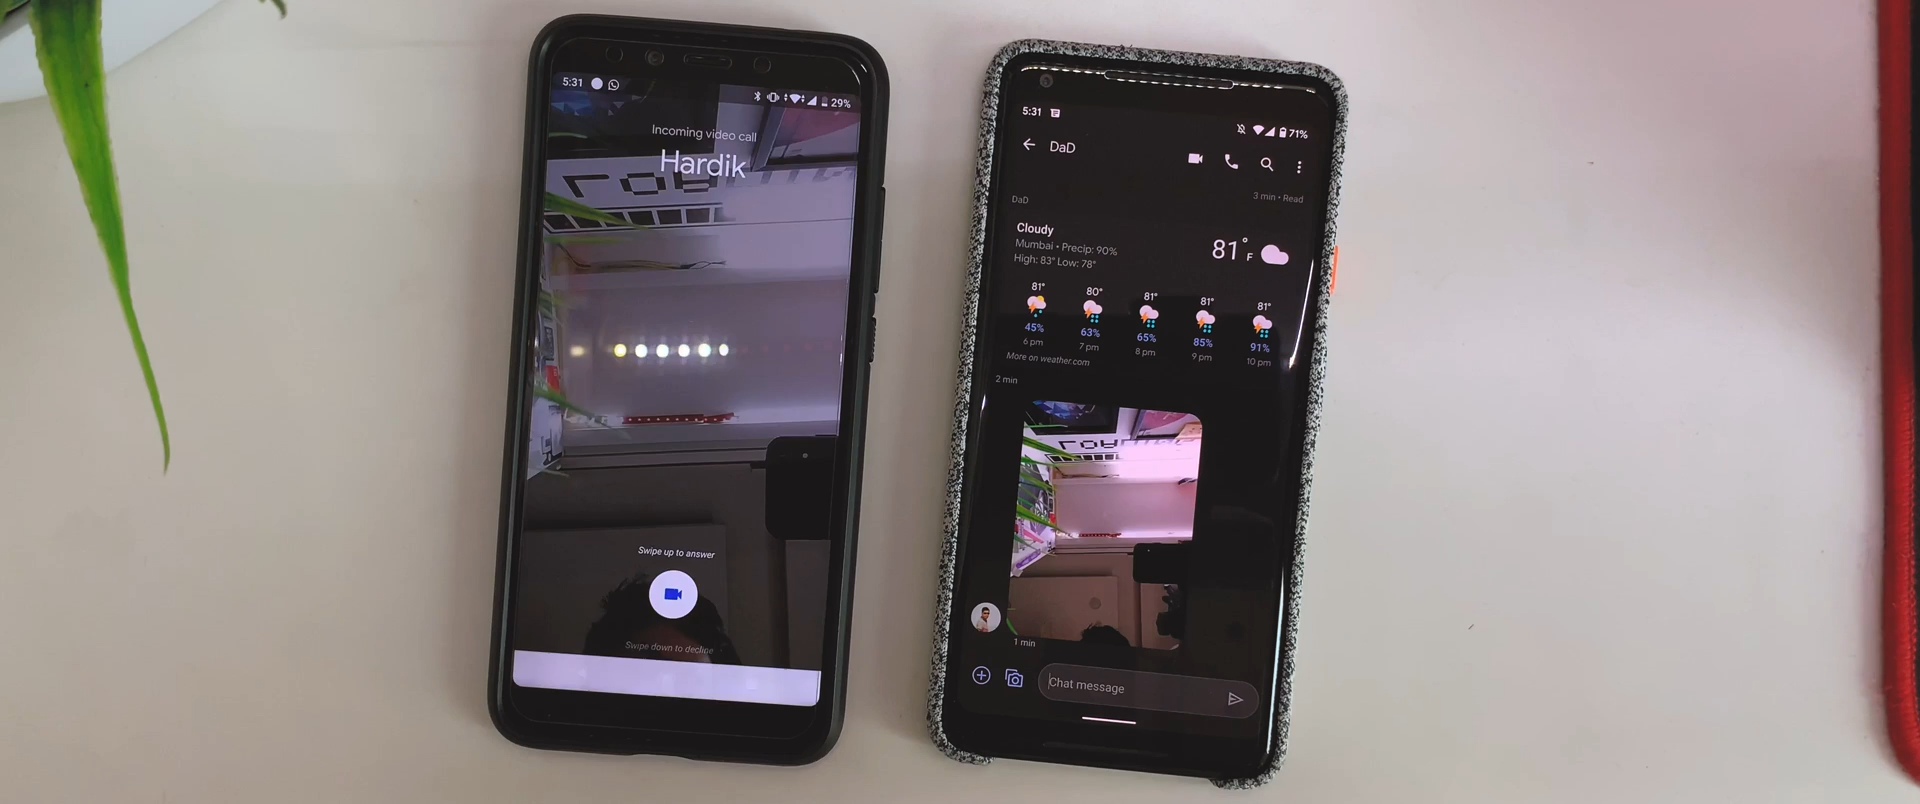 5:31
29%
Incoming video call
Hardik
Swipe up to answer
Swipe down to decline
5:31
71%
DaD
3 min • Read
DaD
Cloudy
Mumbai • Precip: 90%
High: 83° Low: 78°
81°F
81° 80° 81° 81° 81°
45% 63% 65% 85% 91%
6 pm 7 pm 8 pm 9 pm 10 pm
More on weather.com
2 min
1 min
Chat message